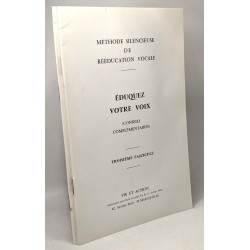 MÉTHODE SILENCIEUSE
DE
RÉÉDUCATION VOCALE
ÉDUQUEZ
VOTRE VOIX
(CONSEILS
COMPLÉMENTAIRES)
TROISIÈME FASCICULE
VIE ET ACTION